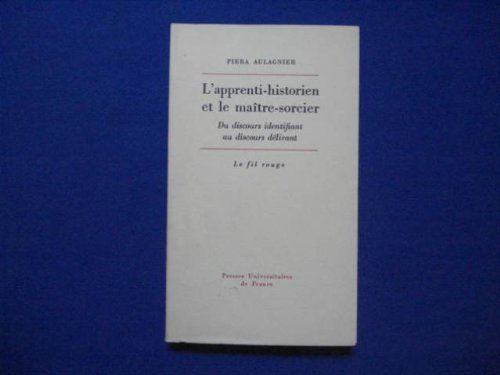 PIERA AULAGNIER
L'apprenti-historien
et le maître-sorcier
Du discours identifiant
au discours délirant
Le fil rouge
Presses Universitaires
de France